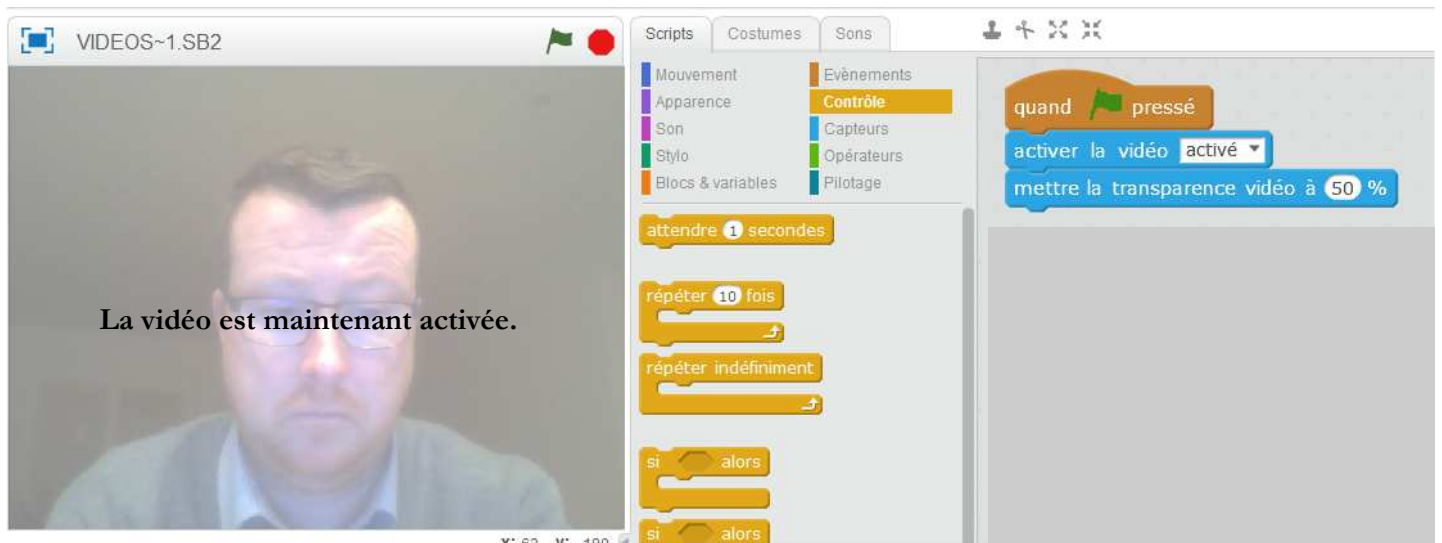 VIDEOS~1.SB2
La vidéo est maintenant activée.
Scripts
Costumes
Sons
Mouvement
Evènements
Apparence
Contrôle
Son
Capteurs
Stylo
Opérateurs
Blocs & variables
Pilotage
attendre 1 secondes
répéter 10 fois
répéter indéfiniment
si alors
si alors
quand pressé
activer la vidéo activé
mettre la transparence vidéo à 50 %